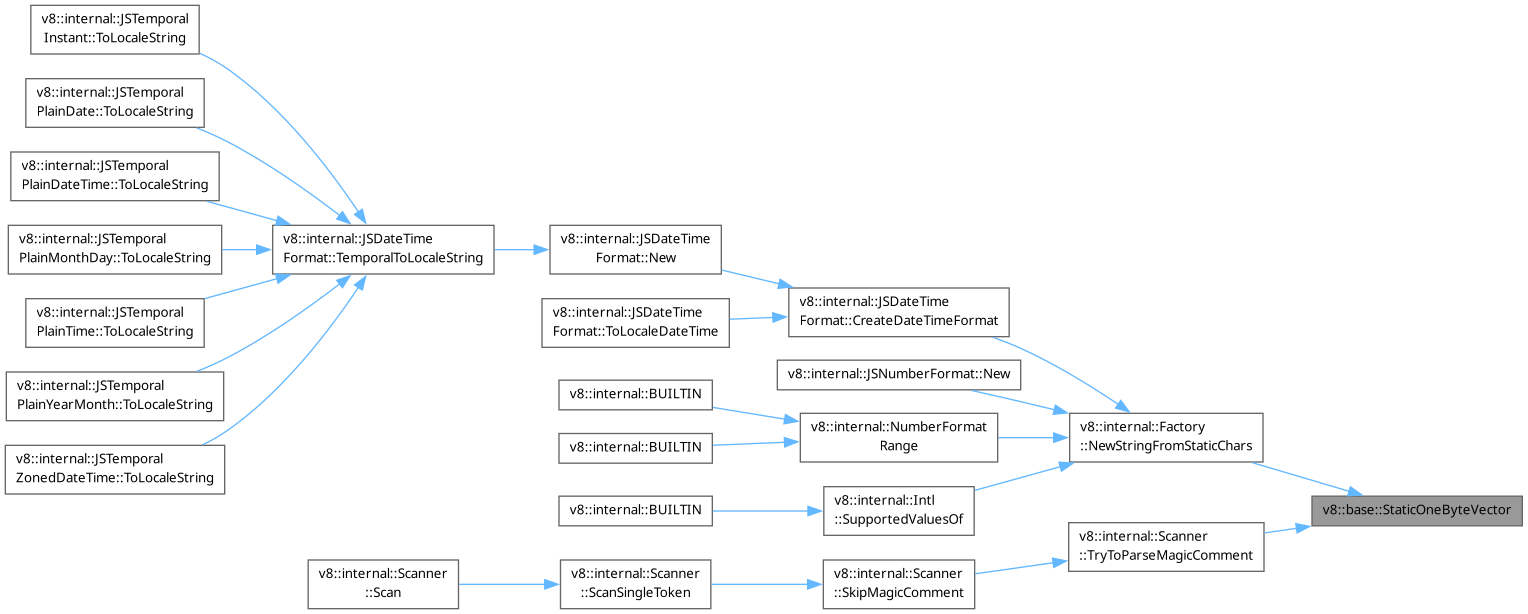 v8::internal::JSTemporal
Instant::ToLocaleString
v8::internal::JSTemporal
PlainDate::ToLocaleString
v8::internal::JSTemporal
PlainDateTime::ToLocaleString
v8::internal::JSTemporal
PlainMonthDay::ToLocaleString
v8::internal::JSTemporal
PlainTime::ToLocaleString
v8::internal::JSTemporal
PlainYearMonth::ToLocaleString
v8::internal::JSTemporal
ZonedDateTime::ToLocaleString
v8::internal::JSDateTime
Format::TemporalToLocaleString
v8::internal::JSDateTime
Format::New
v8::internal::JSDateTime
Format::ToLocaleDateTime
v8::internal::BUILTIN
v8::internal::BUILTIN
v8::internal::BUILTIN
v8::internal::Scanner
::Scan
v8::internal::Scanner
::ScanSingleToken
v8::internal::JSDateTime
Format::CreateDateTimeFormat
v8::internal::JSNumberFormat::New
v8::internal::NumberFormat
Range
v8::internal::Intl
::SupportedValuesOf
v8::internal::Scanner
::SkipMagicComment
v8::internal::Factory
::NewStringFromStaticChars
v8::internal::Scanner
::TryToParseMagicComment
v8::base::StaticOneByteVector